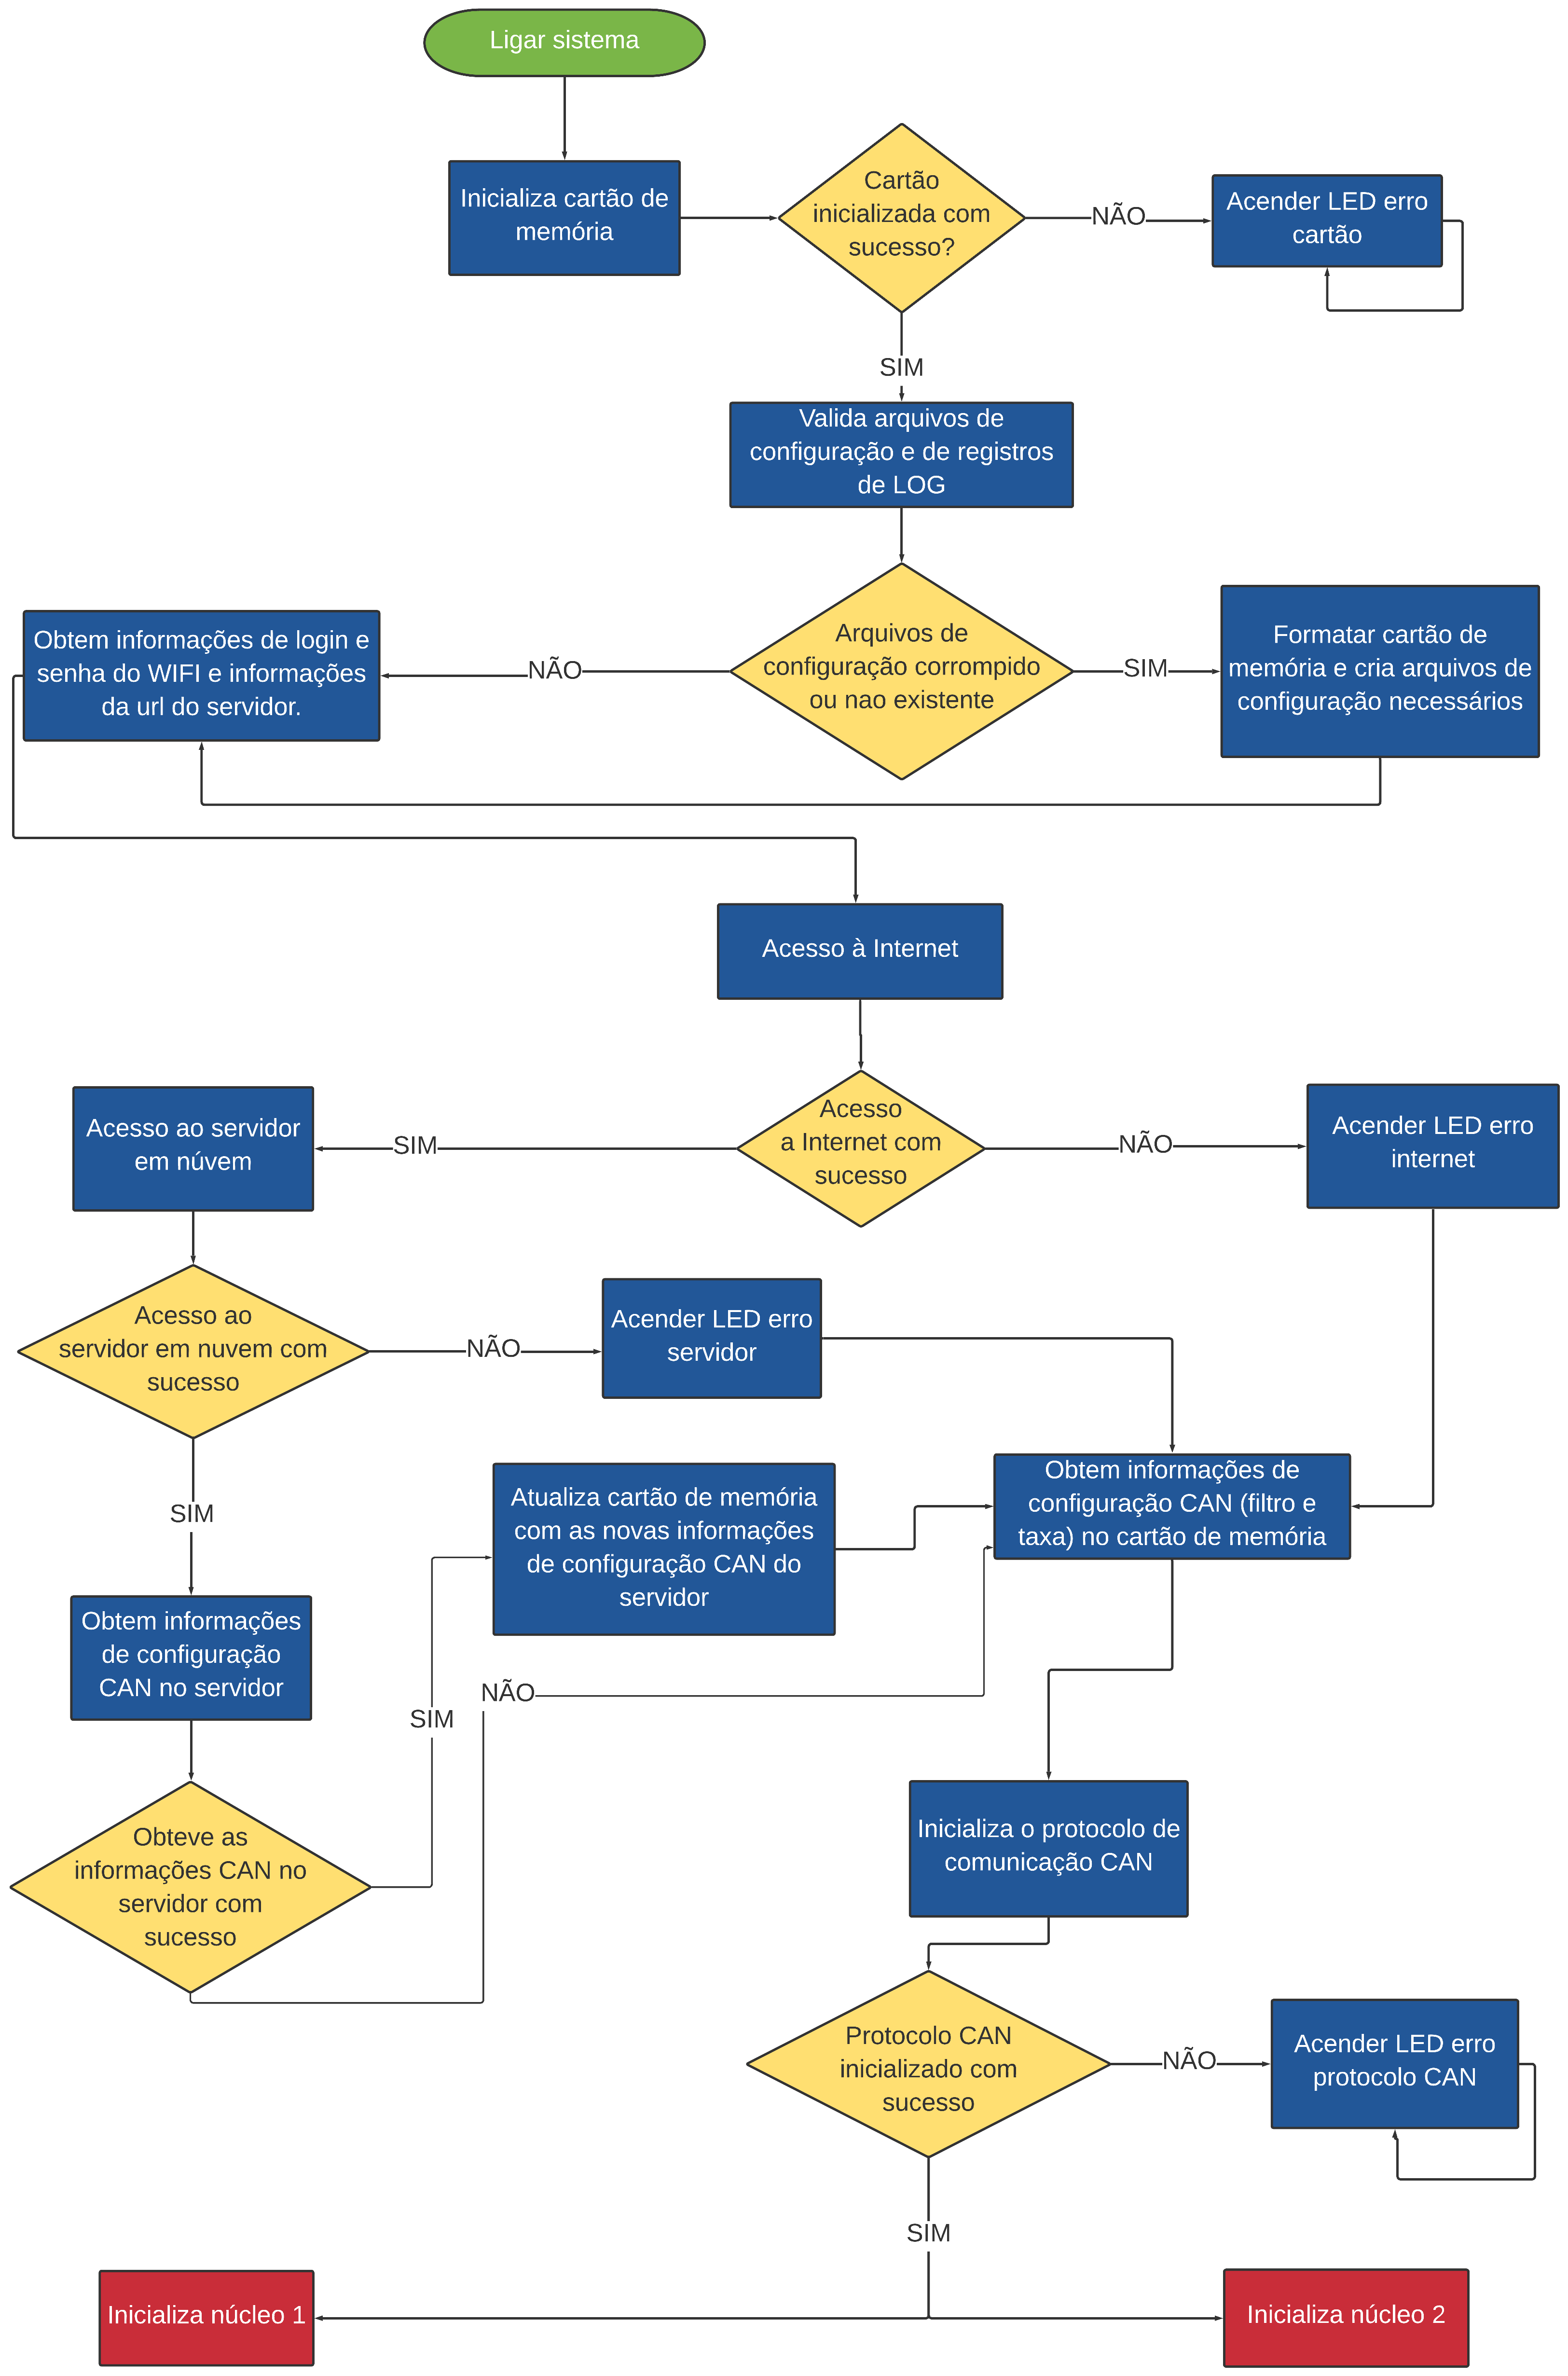 Ligar sistema
Inicializa cartão de
memória
Cartão
inicializada com
sucesso?
NÃO
Acender LED erro
cartão
SIM
Valida arquivos de
configuração e de registros
de LOG
Obtem informações de login e
senha do WIFI e informações
da url do servidor.
NÃO
Arquivos de
configuração corrompido
ou nao existente
SIM
Formatar cartão de
memória e cria arquivos de
configuração necessários
Acesso à Internet
Acesso ao servidor
em núvem
SIM
Acesso
a Internet com
sucesso
NÃO
Acender LED erro
internet
Acesso ao
servidor em nuvem com
sucesso
NÃO
Acender LED erro
servidor
SIM
Atualiza cartão de memória
com as novas informações
de configuração CAN do
servidor
Obtem informações de
configuração CAN (filtro e
taxa) no cartão de memória
Obtem informações
de configuração
CAN no servidor
NÃO
SIM
Obteve as
informações CAN no
servidor com
sucesso
Inicializa o protocolo de
comunicação CAN
Protocolo CAN
inicializado com
sucesso
NÃO
Acender LED erro
protocolo CAN
SIM
Inicializa núcleo 1
Inicializa núcleo 2